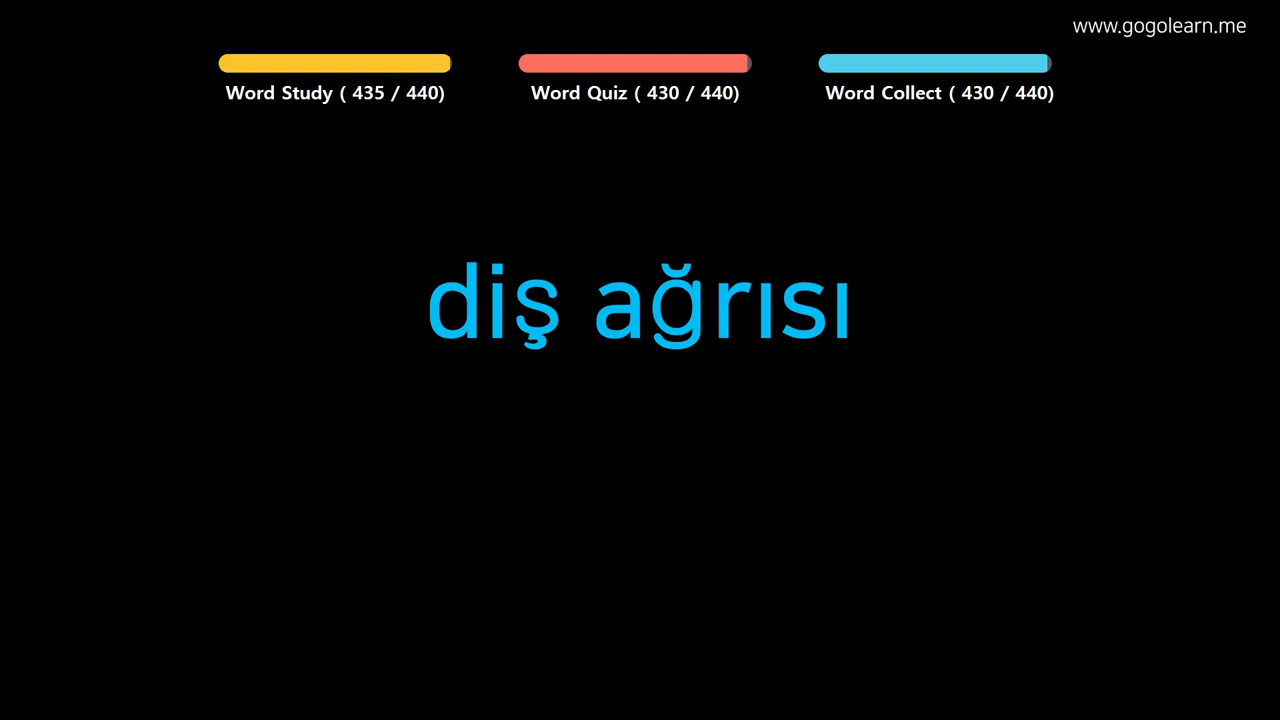 www.gogolearn.me
Word Study ( 435 / 440)
Word Quiz ( 430 / 440)
Word Collect ( 430 / 440)
diş ağrısı